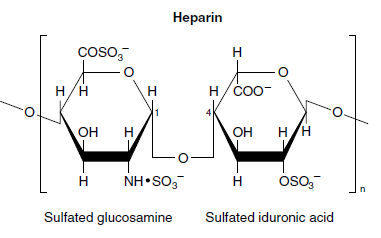 Heparin
COSO₃⁻ H
O O
H H H H COO⁻
O 1 4 O
OH H OH H H
O
H NH•SO₃⁻ H OSO₃⁻ n
Sulfated glucosamine Sulfated iduronic acid